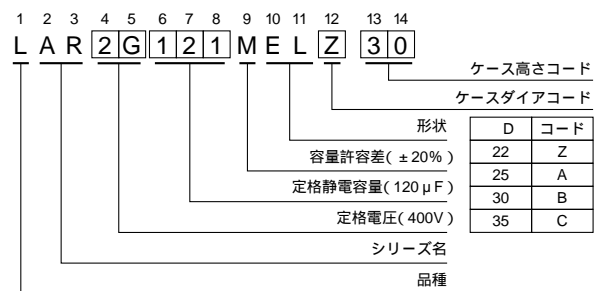 1 2 3 4 5 6 7 8 9 10 11 12 13 14
L A R 2 G 1 2 1 M E L Z 3 0
ケース高さコード
ケースダイアコード
形状
容量許容差(±20%)
定格静電容量(120μF)
定格電圧(400V)
シリーズ名
品種
D コード
22 Z
25 A
30 B
35 C